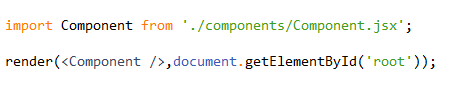 import Component from './components/Component.jsx';
render(<Component />,document.getElementById('root'));